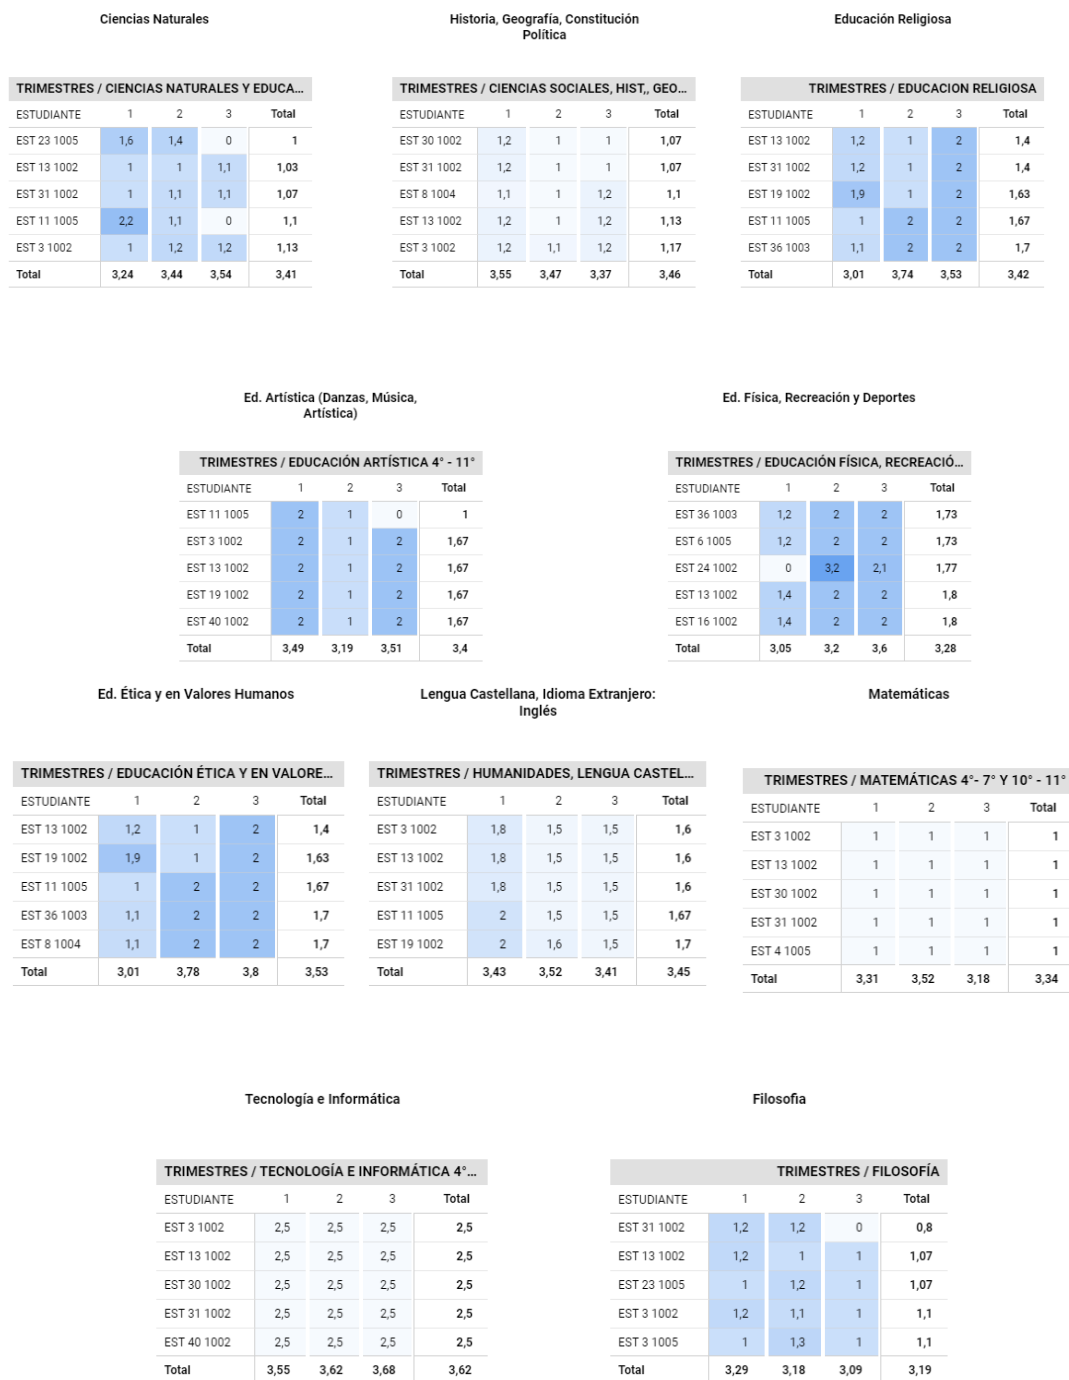 Ciencias Naturales
Historia, Geografía, Constitución
Política
Educación Religiosa
TRIMESTRES / CIENCIAS NATURALES Y EDUCA...
ESTUDIANTE 1 2 3 Total
EST 23 1005 1,6 1,4 0 1
EST 13 1002 1 1 1,1 1,03
EST 31 1002 1 1,1 1,1 1,07
EST 11 1005 2,2 1,1 0 1,1
EST 3 1002 1 1,2 1,2 1,13
Total 3,24 3,44 3,54 3,41
TRIMESTRES / CIENCIAS SOCIALES, HIST,, GEO...
ESTUDIANTE 1 2 3 Total
EST 30 1002 1,2 1 1 1,07
EST 31 1002 1,2 1 1 1,07
EST 8 1004 1,1 1 1,2 1,1
EST 13 1002 1,2 1 1,2 1,13
EST 3 1002 1,2 1,1 1,2 1,17
Total 3,55 3,47 3,37 3,46
TRIMESTRES / EDUCACION RELIGIOSA
ESTUDIANTE 1 2 3 Total
EST 13 1002 1,2 1 2 1,4
EST 31 1002 1,2 1 2 1,4
EST 19 1002 1,9 1 2 1,63
EST 11 1005 1 2 2 1,67
EST 36 1003 1,1 2 2 1,7
Total 3,01 3,74 3,53 3,42
Ed. Artística (Danzas, Música,
Artística)
Ed. Física, Recreación y Deportes
TRIMESTRES / EDUCACIÓN ARTÍSTICA 4° - 11°
ESTUDIANTE 1 2 3 Total
EST 11 1005 2 1 0 1
EST 3 1002 2 1 2 1,67
EST 13 1002 2 1 2 1,67
EST 19 1002 2 1 2 1,67
EST 40 1002 2 1 2 1,67
Total 3,49 3,19 3,51 3,4
TRIMESTRES / EDUCACIÓN FÍSICA, RECREACIÓ...
ESTUDIANTE 1 2 3 Total
EST 36 1003 1,2 2 2 1,73
EST 6 1005 1,2 2 2 1,73
EST 24 1002 0 3,2 2,1 1,77
EST 13 1002 1,4 2 2 1,8
EST 16 1002 1,4 2 2 1,8
Total 3,05 3,2 3,6 3,28
Ed. Ética y en Valores Humanos
Lengua Castellana, Idioma Extranjero:
Inglés
Matemáticas
TRIMESTRES / EDUCACIÓN ÉTICA Y EN VALORE...
ESTUDIANTE 1 2 3 Total
EST 13 1002 1,2 1 2 1,4
EST 19 1002 1,9 1 2 1,63
EST 11 1005 1 2 2 1,67
EST 36 1003 1,1 2 2 1,7
EST 8 1004 1,1 2 2 1,7
Total 3,01 3,78 3,8 3,53
TRIMESTRES / HUMANIDADES, LENGUA CASTEL...
ESTUDIANTE 1 2 3 Total
EST 3 1002 1,8 1,5 1,5 1,6
EST 13 1002 1,8 1,5 1,5 1,6
EST 31 1002 1,8 1,5 1,5 1,6
EST 11 1005 2 1,5 1,5 1,67
EST 19 1002 2 1,6 1,5 1,7
Total 3,43 3,52 3,41 3,45
TRIMESTRES / MATEMÁTICAS 4°- 7° Y 10° - 11°
ESTUDIANTE 1 2 3 Total
EST 3 1002 1 1 1 1
EST 13 1002 1 1 1 1
EST 30 1002 1 1 1 1
EST 31 1002 1 1 1 1
EST 4 1005 1 1 1 1
Total 3,31 3,52 3,18 3,34
Tecnología e Informática
Filosofia
TRIMESTRES / TECNOLOGÍA E INFORMÁTICA 4°...
ESTUDIANTE 1 2 3 Total
EST 3 1002 2,5 2,5 2,5 2,5
EST 13 1002 2,5 2,5 2,5 2,5
EST 30 1002 2,5 2,5 2,5 2,5
EST 31 1002 2,5 2,5 2,5 2,5
EST 40 1002 2,5 2,5 2,5 2,5
Total 3,55 3,62 3,68 3,62
TRIMESTRES / FILOSOFÍA
ESTUDIANTE 1 2 3 Total
EST 31 1002 1,2 1,2 0 0,8
EST 13 1002 1,2 1 1 1,07
EST 23 1005 1 1,2 1 1,07
EST 3 1002 1,2 1,1 1 1,1
EST 3 1005 1 1,3 1 1,1
Total 3,29 3,18 3,09 3,19